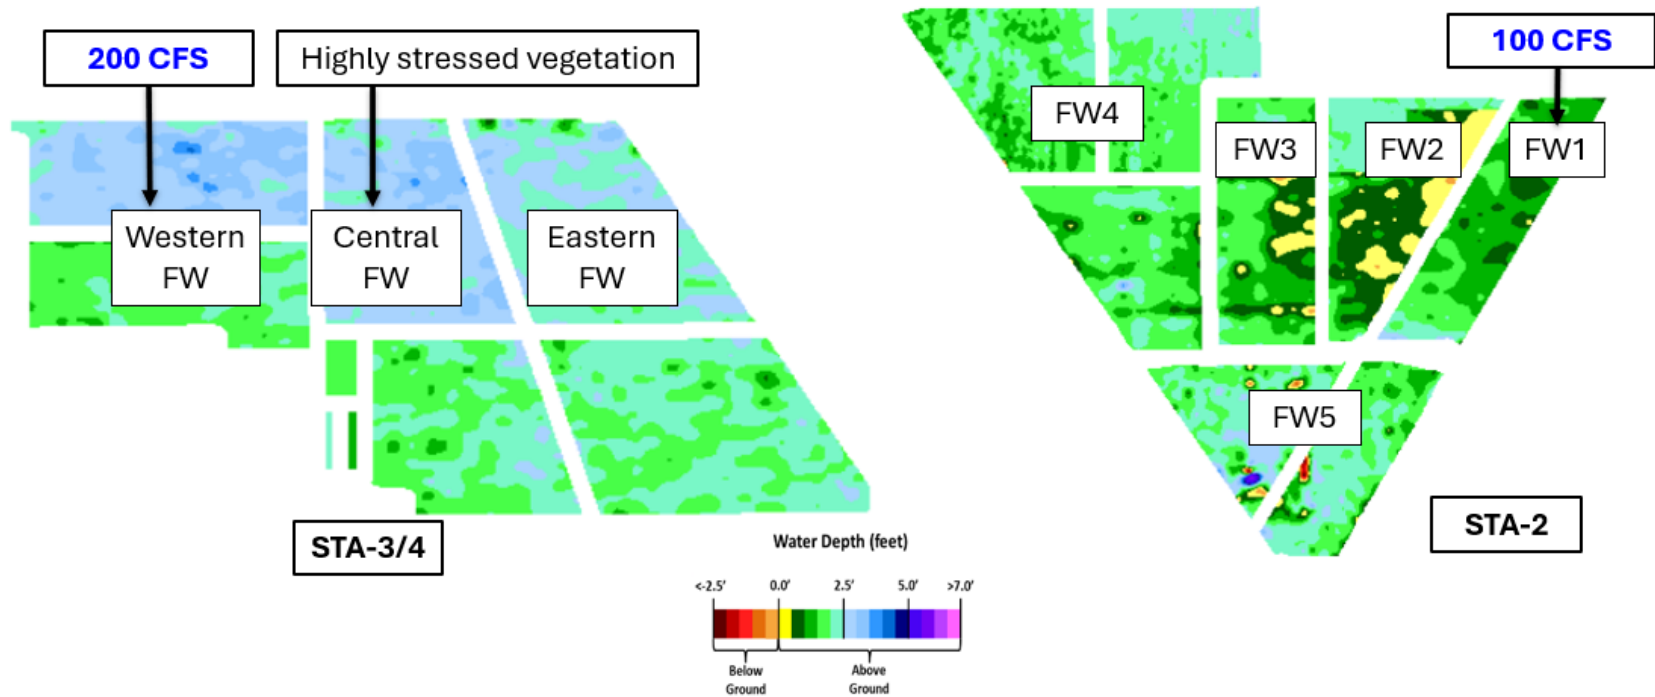 200 CFS
Highly stressed vegetation
100 CFS
FW4
FW3
FW2
FW1
Western
FW
Central
FW
Eastern
FW
FW5
STA-3/4
STA-2
Water Depth (feet)
<-2.5' 0.0' 2.5' 5.0' >7.0'
Below
Ground
Above
Ground